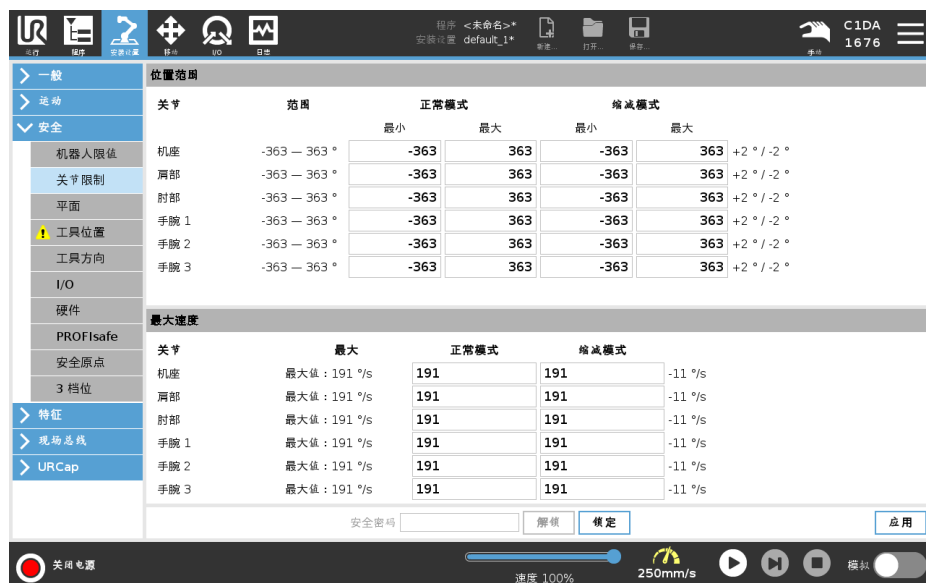 程序 <未命名>*
C1DA
安装设置 default_1*
1676
运行 程序 安装设置 移动 I/O 日志 新建... 打开... 保存... 手动
一般
运动
安全
机器人限值
关节限制
平面
工具位置
工具方向
I/O
硬件
PROFIsafe
安全原点
3 档位
特征
现场总线
URCap
位置范围
关节 范围 正常模式 缩减模式
最小 最大 最小 最大
机座 -363 — 363 ° -363 363 -363 363 +2 ° / -2 °
肩部 -363 — 363 ° -363 363 -363 363 +2 ° / -2 °
肘部 -363 — 363 ° -363 363 -363 363 +2 ° / -2 °
手腕 1 -363 — 363 ° -363 363 -363 363 +2 ° / -2 °
手腕 2 -363 — 363 ° -363 363 -363 363 +2 ° / -2 °
手腕 3 -363 — 363 ° -363 363 -363 363 +2 ° / -2 °
最大速度
关节 最大 正常模式 缩减模式
机座 最大值：191 °/s 191 191 -11 °/s
肩部 最大值：191 °/s 191 191 -11 °/s
肘部 最大值：191 °/s 191 191 -11 °/s
手腕 1 最大值：191 °/s 191 191 -11 °/s
手腕 2 最大值：191 °/s 191 191 -11 °/s
手腕 3 最大值：191 °/s 191 191 -11 °/s
安全密码 解锁 锁定 应用
关闭电源 速度 100% 250mm/s 模拟